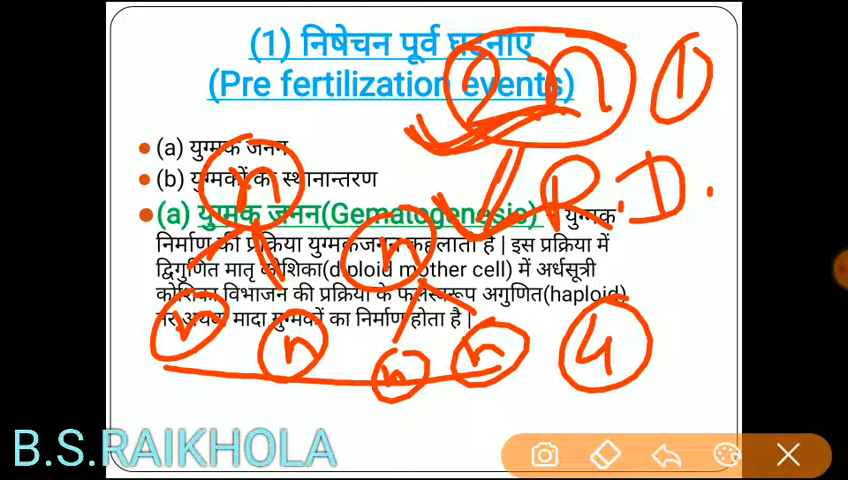 (1) निषेचन पूर्व घटनाए
(Pre fertilization events)
2n
1
(a) युग्मक जनन
(b) युग्मकों का स्थानान्तरण
n
R.D.
(a) युग्मक जनन(Gematogenesis) युग्मक
निर्माण की प्रक्रिया युग्मकजनन कहलाता है | इस प्रक्रिया में
n
द्विगुणित मातृ कोशिका(diploid mother cell) में अर्धसूत्री
कोशिका विभाजन की प्रक्रिया के फलस्वरूप अगुणित(haploid)
नर अथवा मादा युग्मकों का निर्माण होता है |
n n n n
4
B.S.RAIKHOLA